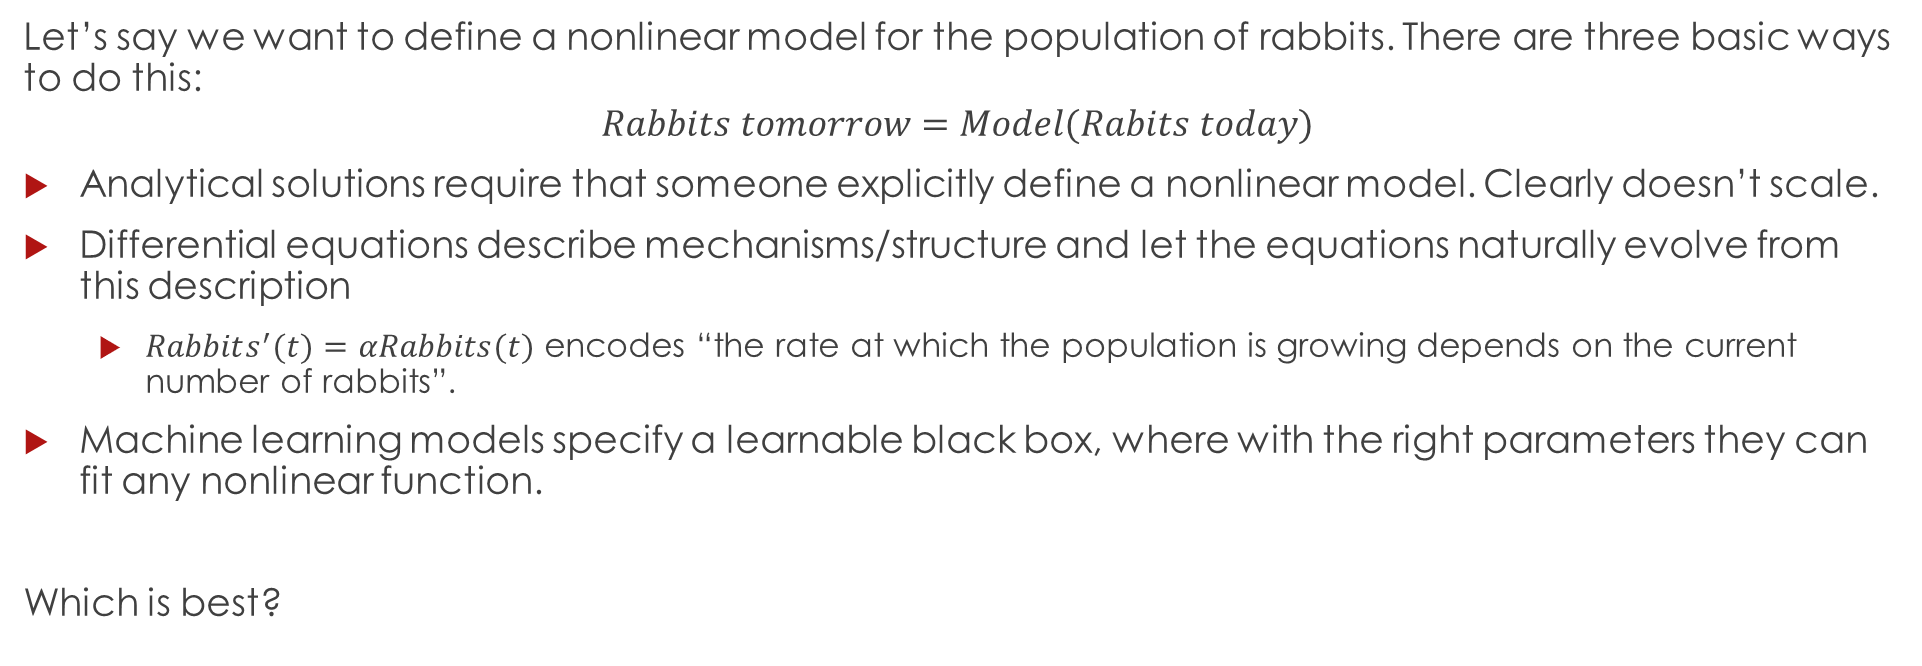 Let’s say we want to define a nonlinear model for the population of rabbits. There are three basic ways
to do this:
Rabbits tomorrow = Model(Rabits today)
Analytical solutions require that someone explicitly define a nonlinear model. Clearly doesn’t scale.
Differential equations describe mechanisms/structure and let the equations naturally evolve from
this description
Rabbits′(t) = αRabbits(t) encodes “the rate at which the population is growing depends on the current
number of rabbits”.
Machine learning models specify a learnable black box, where with the right parameters they can
fit any nonlinear function.
Which is best?